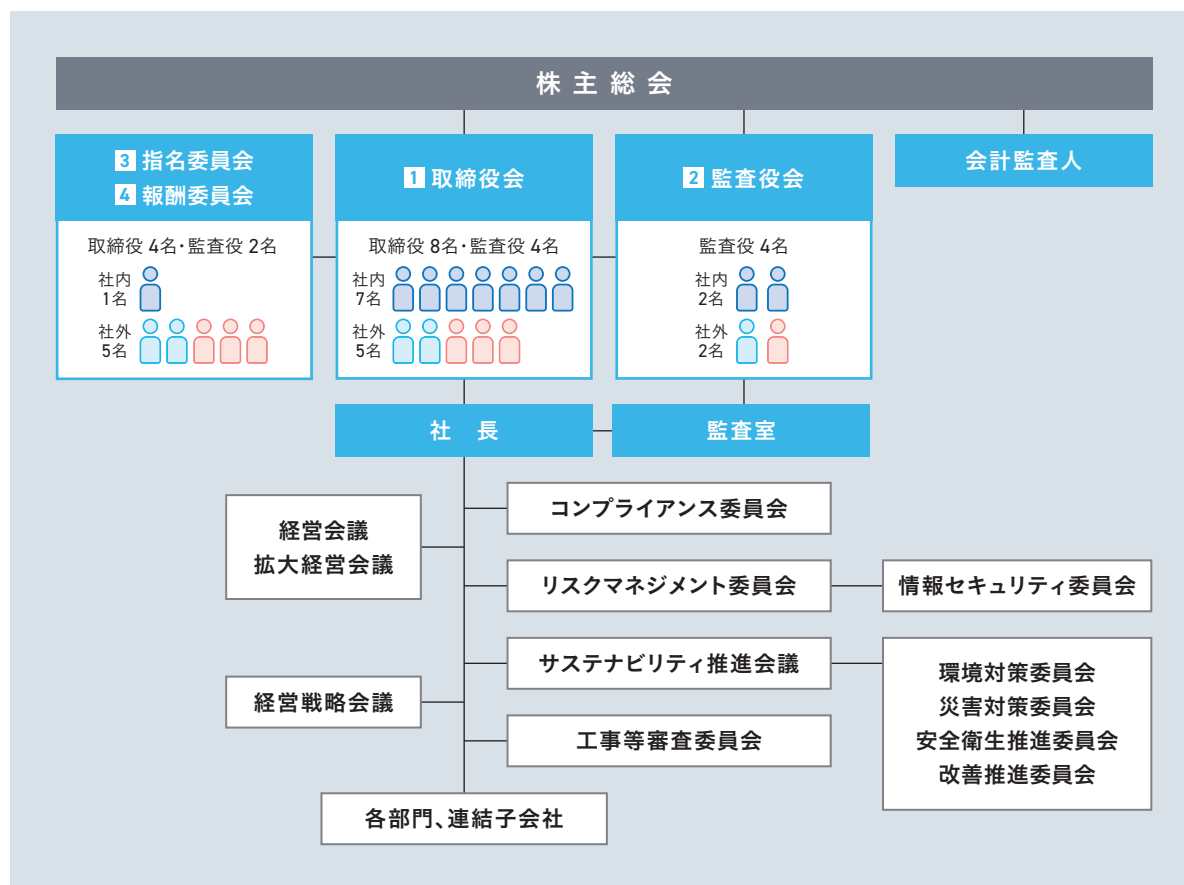 株主総会
3 指名委員会
4 報酬委員会
取締役 4名・監査役 2名
社内
1名
社外
5名
1 取締役会
取締役 8名・監査役 4名
社内
7名
社外
5名
2 監査役会
監査役 4名
社内
2名
社外
2名
会計監査人
社 長
監査室
経営会議
拡大経営会議
経営戦略会議
コンプライアンス委員会
リスクマネジメント委員会
情報セキュリティ委員会
サステナビリティ推進会議
環境対策委員会
災害対策委員会
安全衛生推進委員会
改善推進委員会
工事等審査委員会
各部門、連結子会社